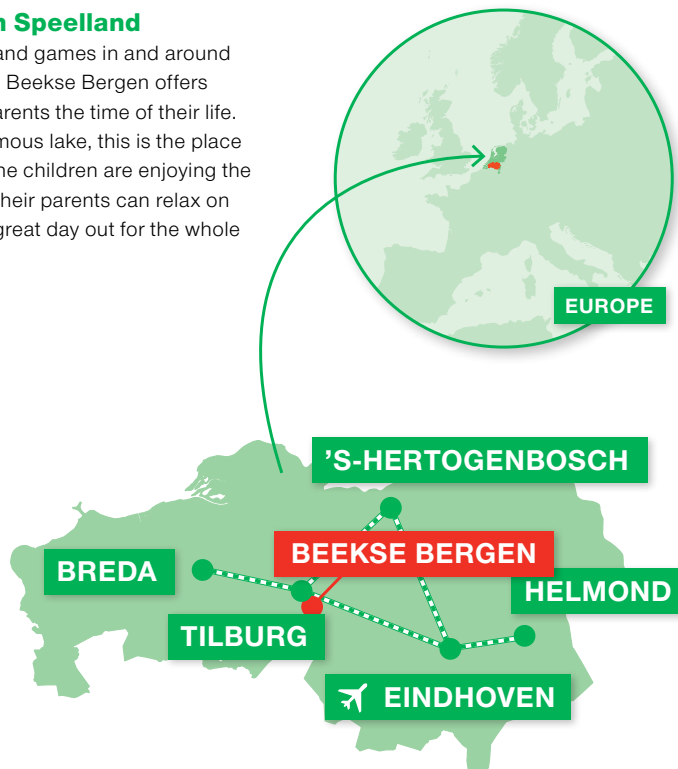 n Speelland
and games in and around
Beekse Bergen offers
arents the time of their life.
mous lake, this is the place
ne children are enjoying the
heir parents can relax on
great day out for the whole
EUROPE
'S-HERTOGENBOSCH
BEEKSE BERGEN
BREDA
HELMOND
TILBURG
EINDHOVEN